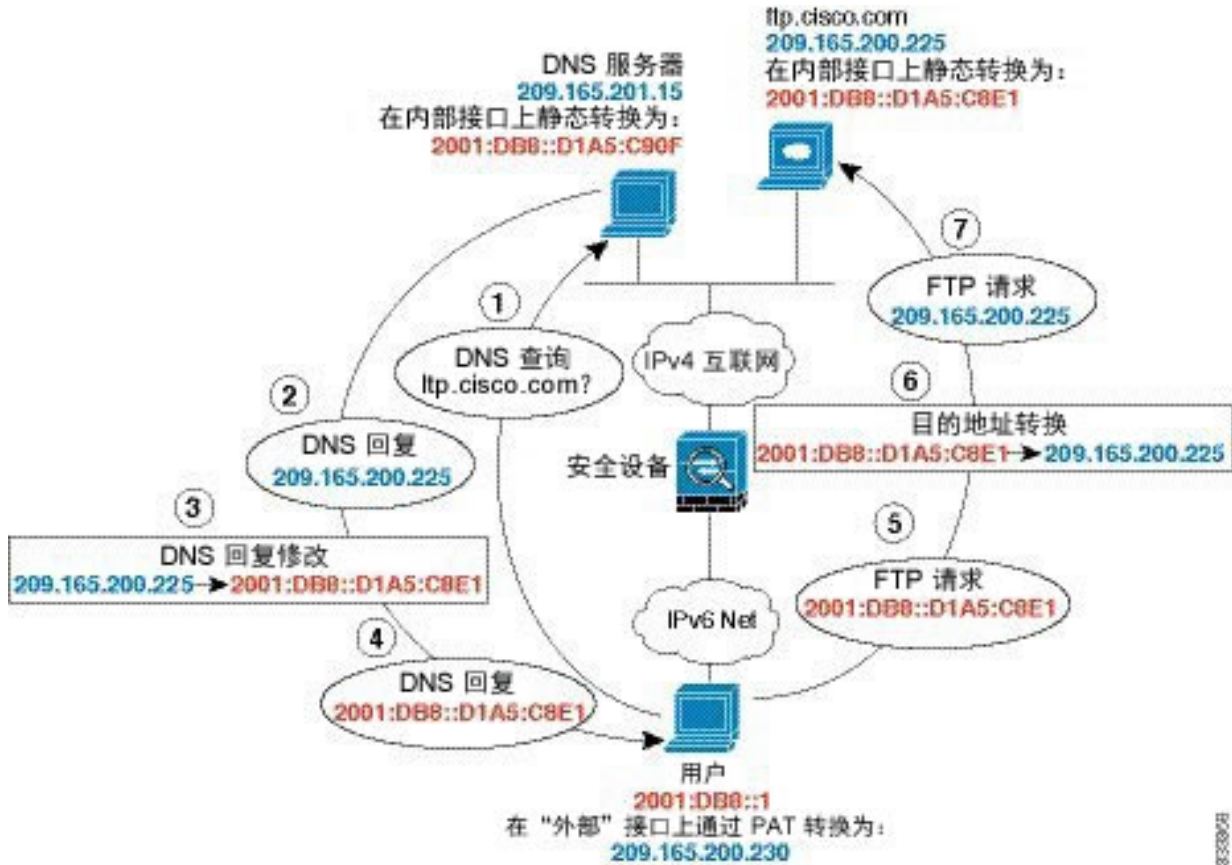 ftp.cisco.com
209.165.200.225
在内部接口上静态转换为：
2001:DB8::D1A5:C8E1
DNS 服务器
209.165.201.15
在内部接口上静态转换为：
2001:DB8::D1A5:C90F
7
FTP 请求
209.165.200.225
1
DNS 查询
ftp.cisco.com?
IPv4 互联网
2
DNS 回复
209.165.200.225
6
目的地址转换
2001:DB8::D1A5:C8E1 209.165.200.225
安全设备
3
DNS 回复修改
209.165.200.225 2001:DB8::D1A5:C8E1
5
FTP 请求
2001:DB8::D1A5:C8E1
IPv6 Net
4
DNS 回复
2001:DB8::D1A5:C8E1
用户
2001:DB8::1
在“外部”接口上通过 PAT 转换为：
209.165.200.230